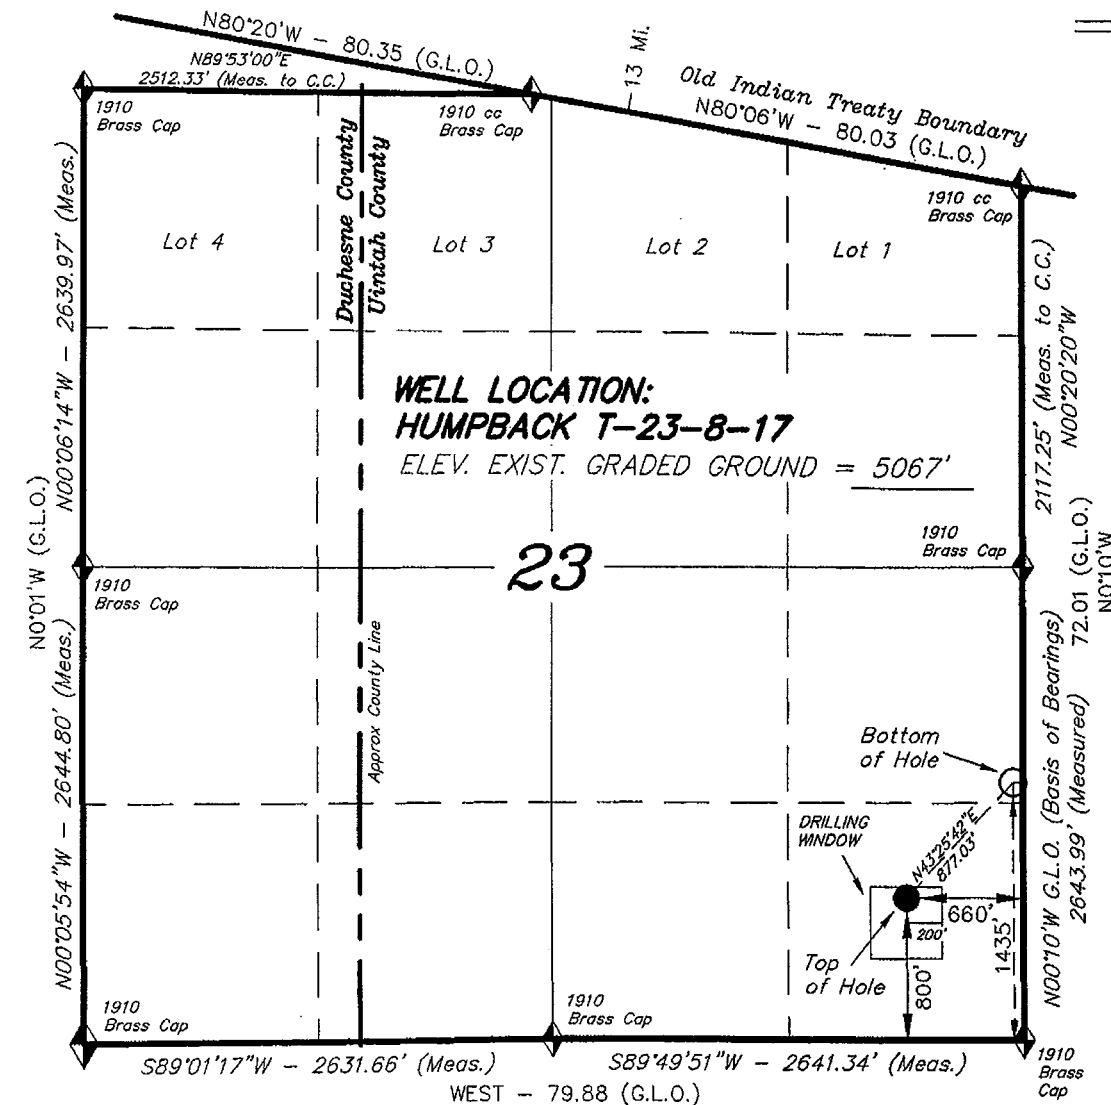 N80°20'W - 80.35 (G.L.O.)
N89°53'00"E
2512.33' (Meas. to C.C.)
13 Mi.
Old Indian Treaty Boundary
N80°06'W - 80.03 (G.L.O.)
1910
Brass Cap
1910 cc
Brass Cap
1910 cc
Brass Cap
Lot 4
Duchesne County
Uintah County
Lot 3
Lot 2
Lot 1
N00°06'14"W - 2639.97' (Meas.)
2117.25' (Meas. to C.C.)
N00°20'20"W
WELL LOCATION:
HUMPBACK T-23-8-17
ELEV. EXIST. GRADED GROUND = 5067'
N0°01'W (G.L.O.)
72.01 (G.L.O.)
N0°10'W
1910
Brass Cap
23
1910
Brass Cap
N00°05'54"W - 2644.80' (Meas.)
Approx County Line
N00°10'W G.L.O. (Basis of Bearings)
2643.99' (Measured)
Bottom
of Hole
DRILLING
WINDOW
N43°25'42"E
877.03'
660'
200'
1435'
800'
Top
of Hole
1910
Brass Cap
1910
Brass Cap
1910
Brass
Cap
S89°01'17"W - 2631.66' (Meas.)
S89°49'51"W - 2641.34' (Meas.)
WEST - 79.88 (G.L.O.)